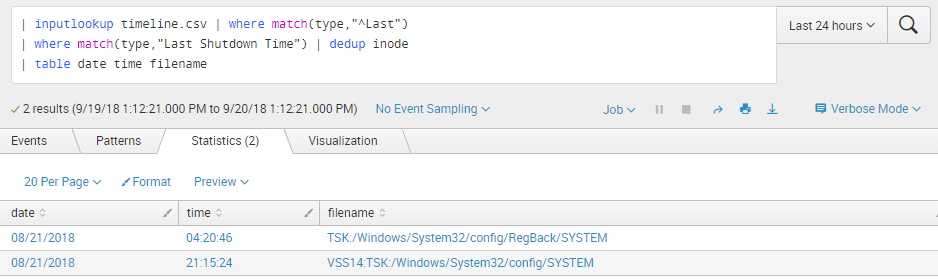 | inputlookup timeline.csv | where match(type,"^Last")
| where match(type,"Last Shutdown Time") | dedup inode
| table date time filename
Last 24 hours
2 results (9/19/18 1:12:21.000 PM to 9/20/18 1:12:21.000 PM) No Event Sampling Job Verbose Mode
Events Patterns Statistics (2) Visualization
20 Per Page Format Preview
date time filename
08/21/2018 04:20:46 TSK:/Windows/System32/config/RegBack/SYSTEM
08/21/2018 21:15:24 VSS14:TSK:/Windows/System32/config/SYSTEM